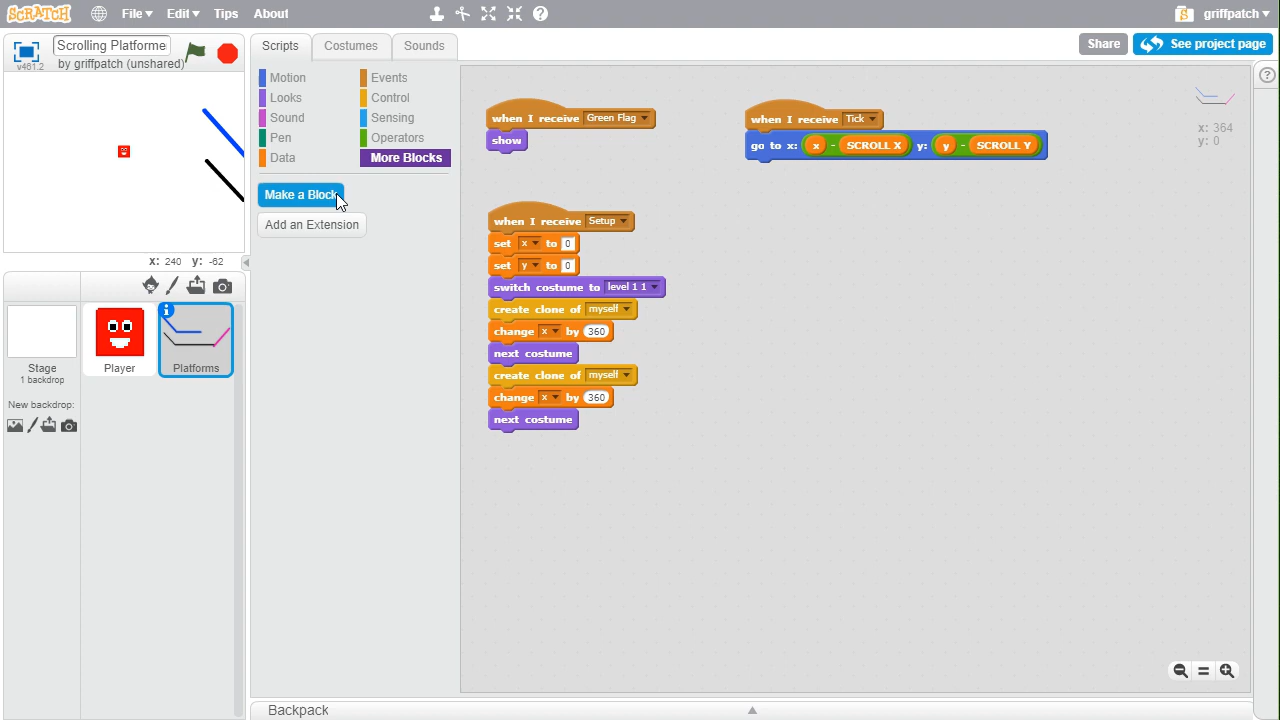 SCRATCH File▾ Edit▾ Tips About griffpatch ▾
Scrolling Platforme
by griffpatch (unshared)
v461.2
Scripts Costumes Sounds Share See project page
Motion Events
Looks Control
Sound Sensing
Pen Operators
Data More Blocks
Make a Block
Add an Extension
X: 240 y: -62
Stage
1 backdrop
New backdrop:
Player
Platforms
when I receive Green Flag ▾
show
when I receive Tick ▾
go to x: x - SCROLL X y: y - SCROLL Y
when I receive Setup ▾
set x ▾ to 0
set y ▾ to 0
switch costume to level 1 1 ▾
create clone of myself ▾
change x ▾ by 360
next costume
create clone of myself ▾
change x ▾ by 360
next costume
x: 364
y: 0
Backpack